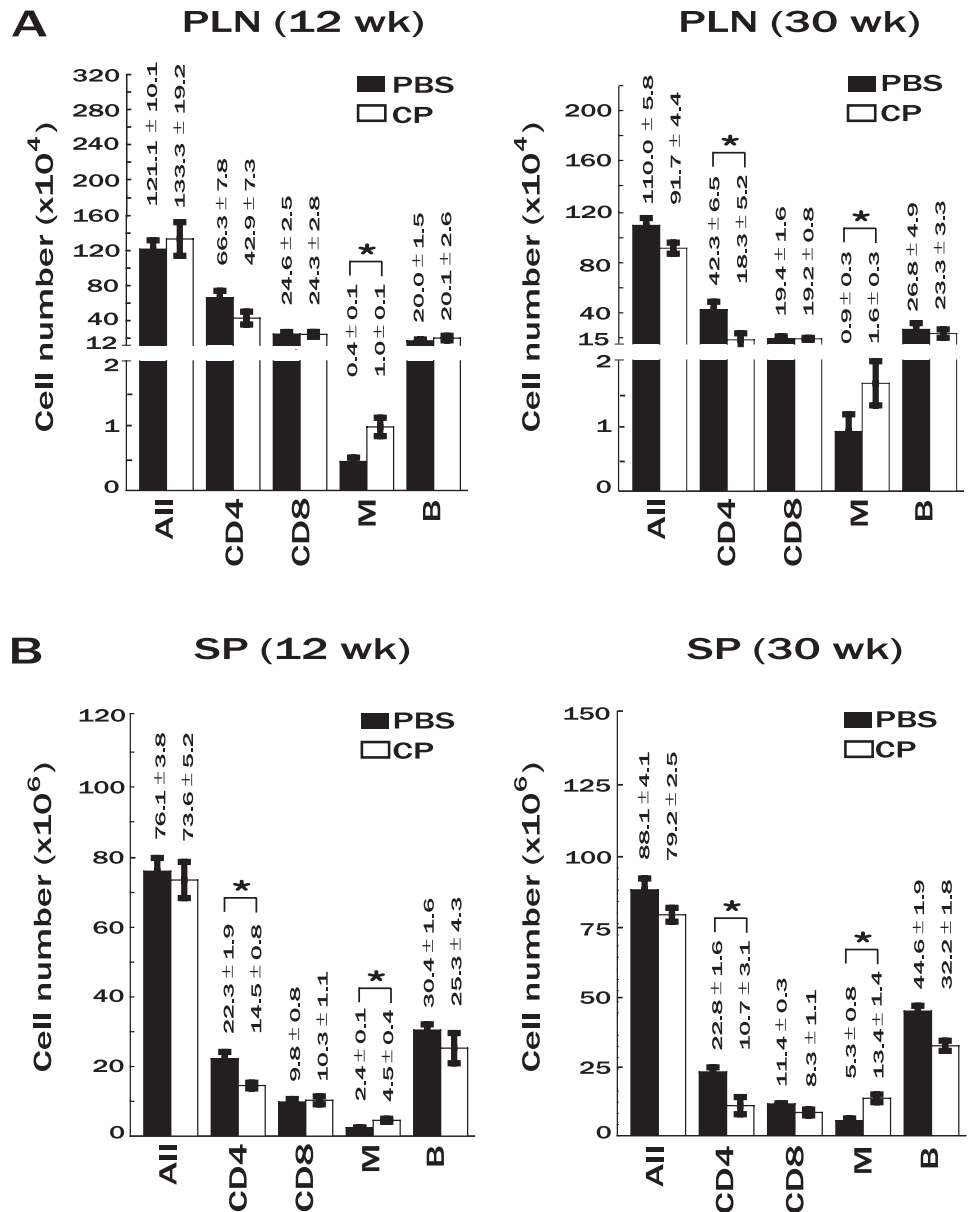 A
PLN (12 wk)
PLN (30 wk)
Cell number (x10⁴)
320
280
240
200
160
120
80
40
12
2
1
0
121.1 ± 10.1
133.3 ± 19.2
66.3 ± 7.8
42.9 ± 7.3
24.6 ± 2.5
24.3 ± 2.8
0.4 ± 0.1
1.0 ± 0.1
*
20.0 ± 1.5
20.1 ± 2.6
PBS
CP
All
CD4
CD8
M
B
Cell number (x10⁴)
200
160
120
80
40
15
2
1
0
110.0 ± 5.8
91.7 ± 4.4
*
42.3 ± 6.5
18.3 ± 5.2
19.4 ± 1.6
19.2 ± 0.8
*
0.9 ± 0.3
1.6 ± 0.3
26.8 ± 4.9
23.3 ± 3.3
PBS
CP
All
CD4
CD8
M
B
B
SP (12 wk)
SP (30 wk)
Cell number (x10⁶)
120
100
80
60
40
20
0
76.1 ± 3.8
73.6 ± 5.2
*
22.3 ± 1.9
14.5 ± 0.8
9.8 ± 0.8
10.3 ± 1.1
*
2.4 ± 0.1
4.5 ± 0.4
30.4 ± 1.6
25.3 ± 4.3
PBS
CP
All
CD4
CD8
M
B
Cell number (x10⁶)
150
125
100
75
50
25
0
88.1 ± 4.1
79.2 ± 2.5
*
22.8 ± 1.6
10.7 ± 3.1
11.4 ± 0.3
8.3 ± 1.1
*
5.3 ± 0.8
13.4 ± 1.4
44.6 ± 1.9
32.2 ± 1.8
PBS
CP
All
CD4
CD8
M
B